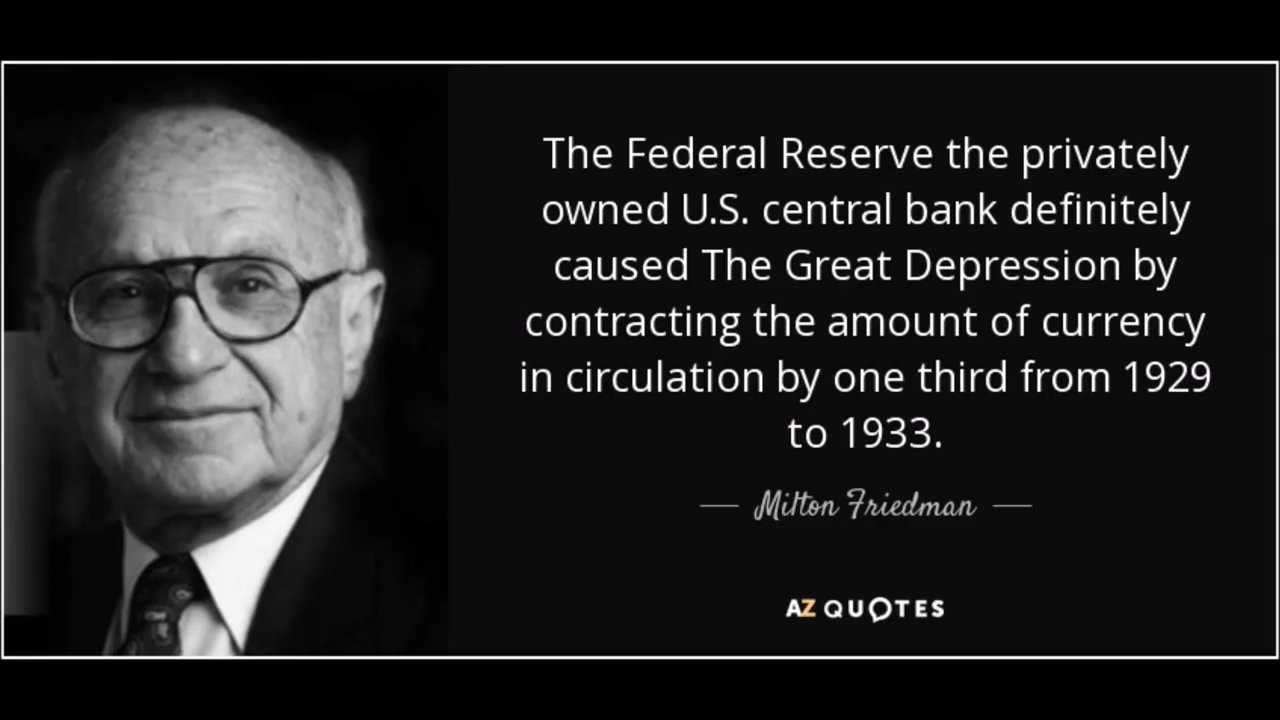 The Federal Reserve the privately
owned U.S. central bank definitely
caused The Great Depression by
contracting the amount of currency
in circulation by one third from 1929
to 1933.
Milton Friedman
AZ QUOTES